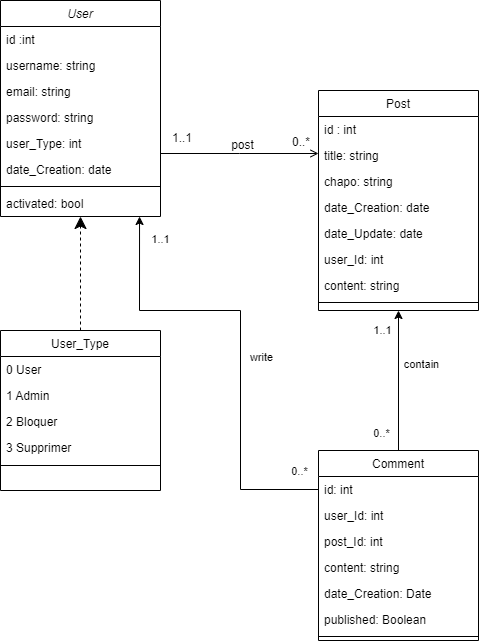 User
id :int
username: string
email: string
password: string
user_Type: int
date_Creation: date
activated: bool
1..1
post
0..*
Post
id : int
title: string
chapo: string
date_Creation: date
date_Update: date
user_Id: int
content: string
1..1
write
0..*
1..1
contain
0..*
User_Type
0 User
1 Admin
2 Bloquer
3 Supprimer
Comment
id: int
user_Id: int
post_Id: int
content: string
date_Creation: Date
published: Boolean